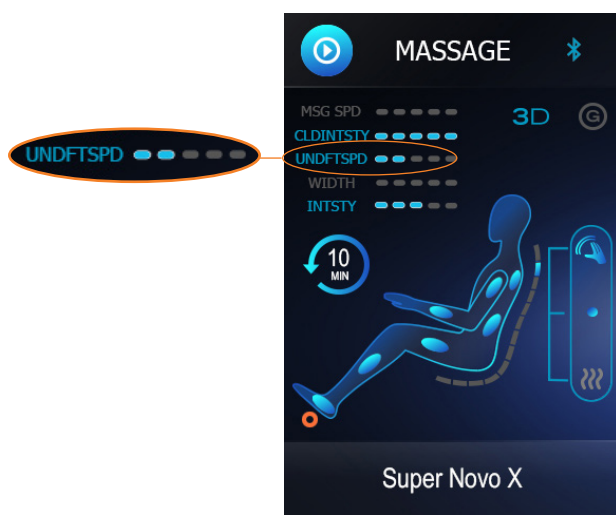 MASSAGE
MSG SPD
3D
G
CLDINTSTY
UNDFTSPD
UNDFTSPD
WIDTH
INTSTY
10
MIN
Super Novo X